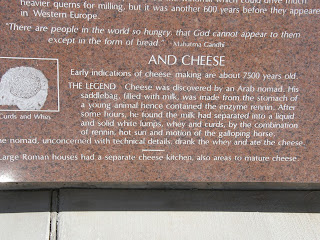 heavier querns for milling, but it was another 600 years before they appeared
in Western Europe.
"There are people in the world so hungry, that God cannot appear to them
except in the form of bread." - Mahatma Gandhi
AND CHEESE
Early indications of cheese making are about 7500 years old.
THE LEGEND Cheese was discovered by an Arab nomad. His
saddlebag, filled with milk, was made from the stomach of
a young animal hence contained the enzyme rennin. After
some hours, he found the milk had separated into a liquid
and solid white lumps, whey and curds, by the combination
of rennin, hot sun and motion of the galloping horse.
Curds and Whey
he nomad, unconcerned with technical details, drank the whey and ate the cheese.
Large Roman houses had a separate cheese kitchen, also areas to mature cheese.